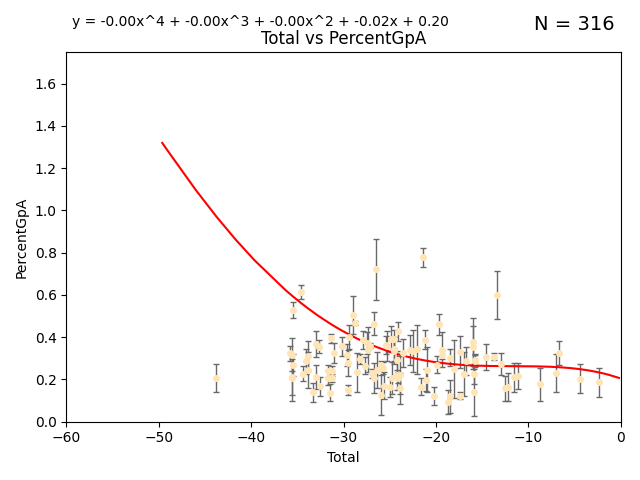 y = -0.00x^4 + -0.00x^3 + -0.00x^2 + -0.02x + 0.20
N = 316
Total vs PercentGpA
PercentGpA
1.6
1.4
1.2
1.0
0.8
0.6
0.4
0.2
0.0
−60 −50 −40 −30 −20 −10 0
Total